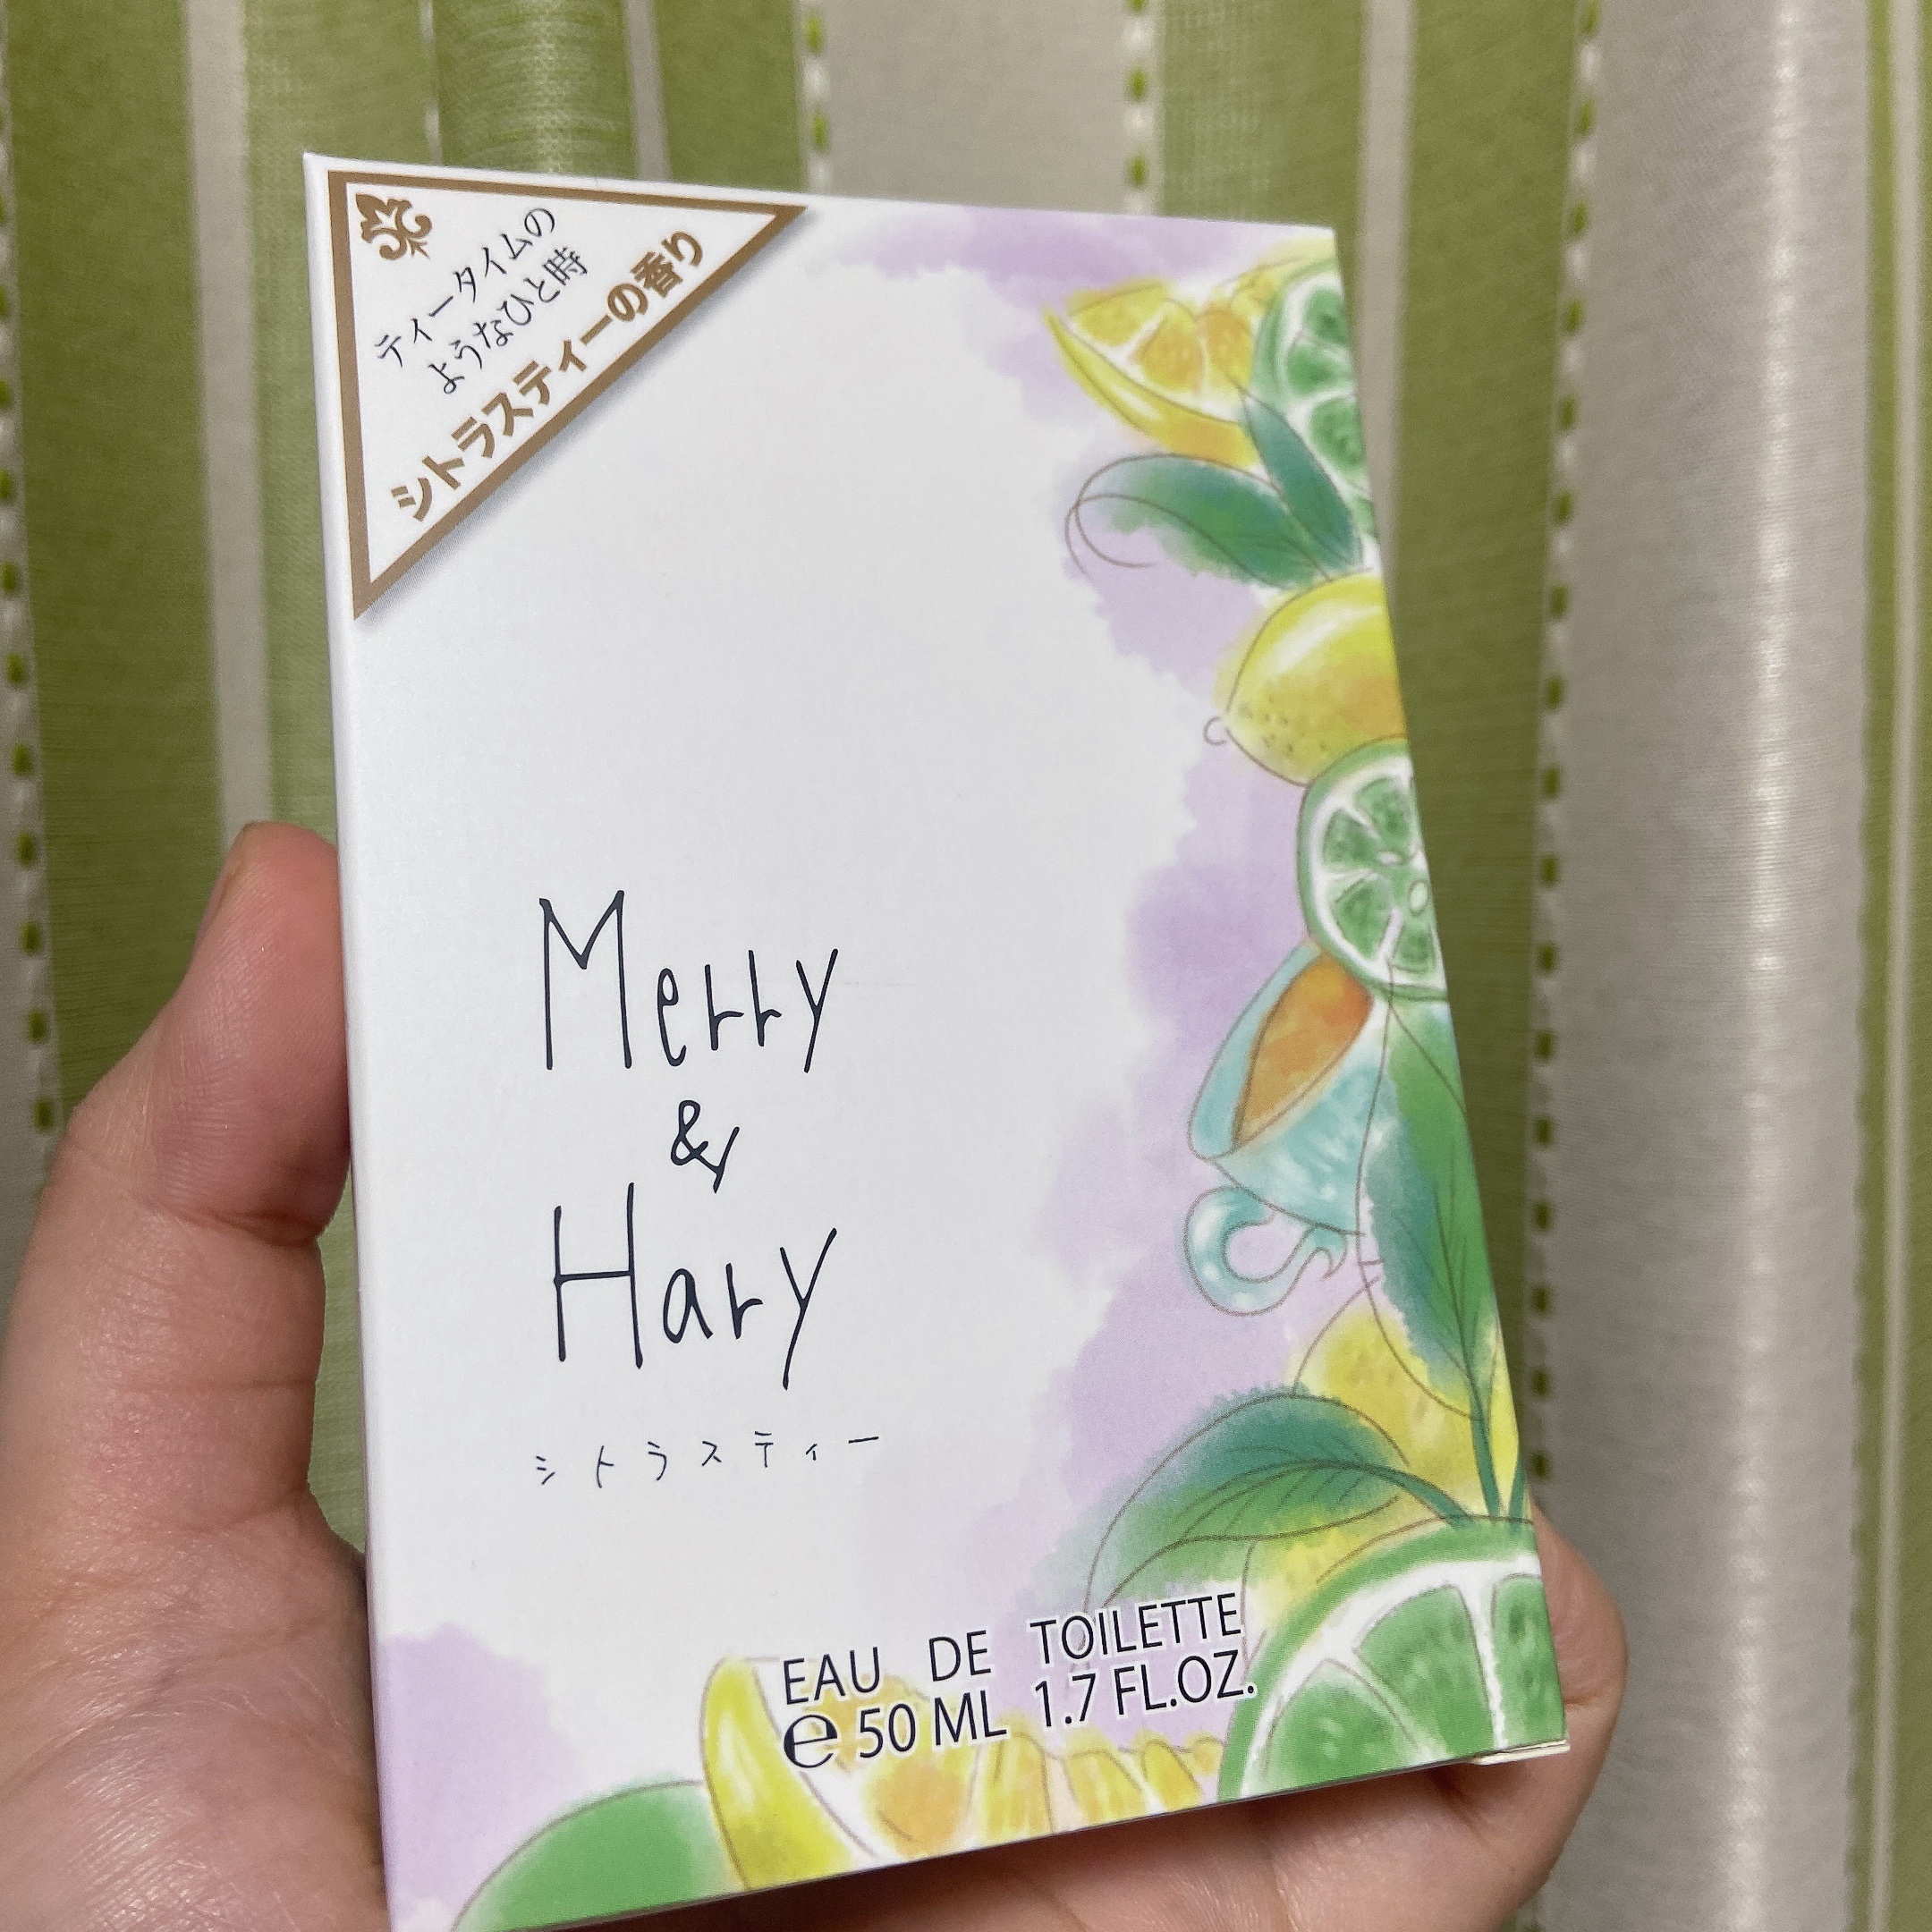 ティータイムの
ようなひと時
シトラスティーの香り
Merry
&
Hary
シトラスティー
EAU DE TOILETTE
℮ 50 ML 1.7 FL.OZ.